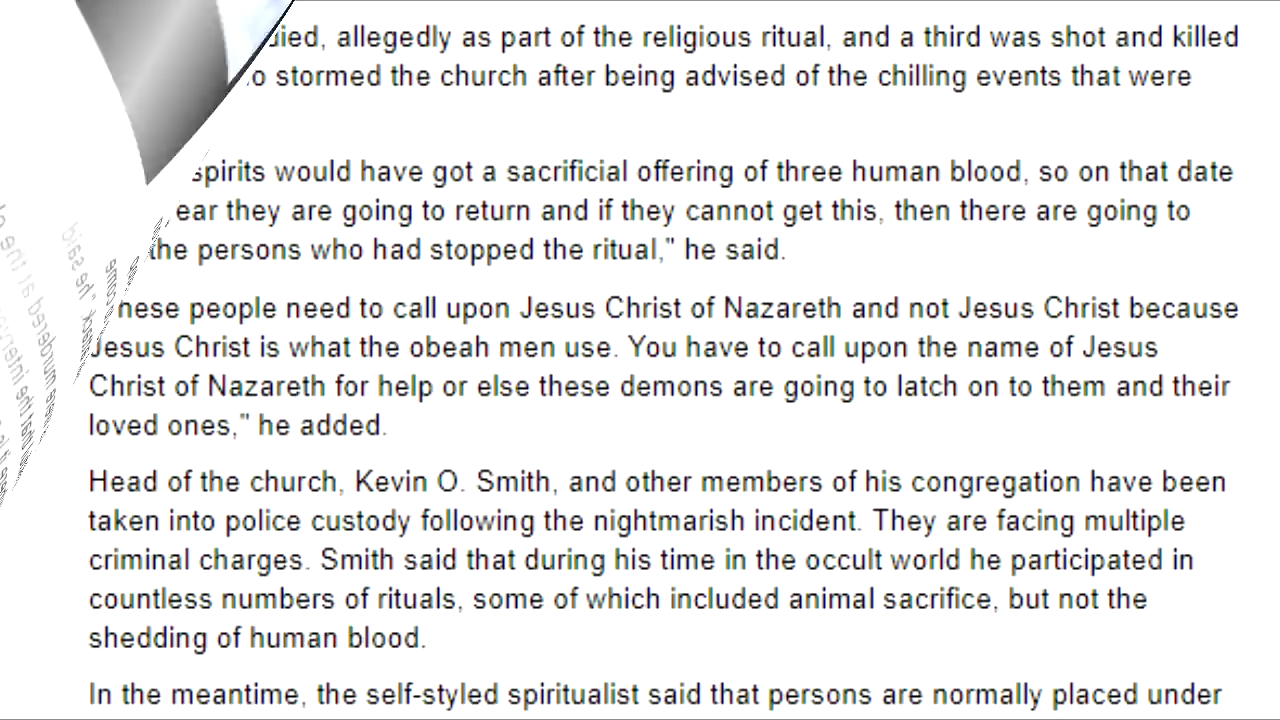 died, allegedly as part of the religious ritual, and a third was shot and killed
stormed the church after being advised of the chilling events that were
spirits would have got a sacrificial offering of three human blood, so on that date
they are going to return and if they cannot get this, then there are going to
the persons who had stopped the ritual," he said.
people need to call upon Jesus Christ of Nazareth and not Jesus Christ because
Jesus Christ is what the obeah men use. You have to call upon the name of Jesus
Christ of Nazareth for help or else these demons are going to latch on to them and their
loved ones," he added.
Head of the church, Kevin O. Smith, and other members of his congregation have been
taken into police custody following the nightmarish incident. They are facing multiple
criminal charges. Smith said that during his time in the occult world he participated in
countless numbers of rituals, some of which included animal sacrifice, but not the
shedding of human blood.
In the meantime, the self-styled spiritualist said that persons are normally placed under